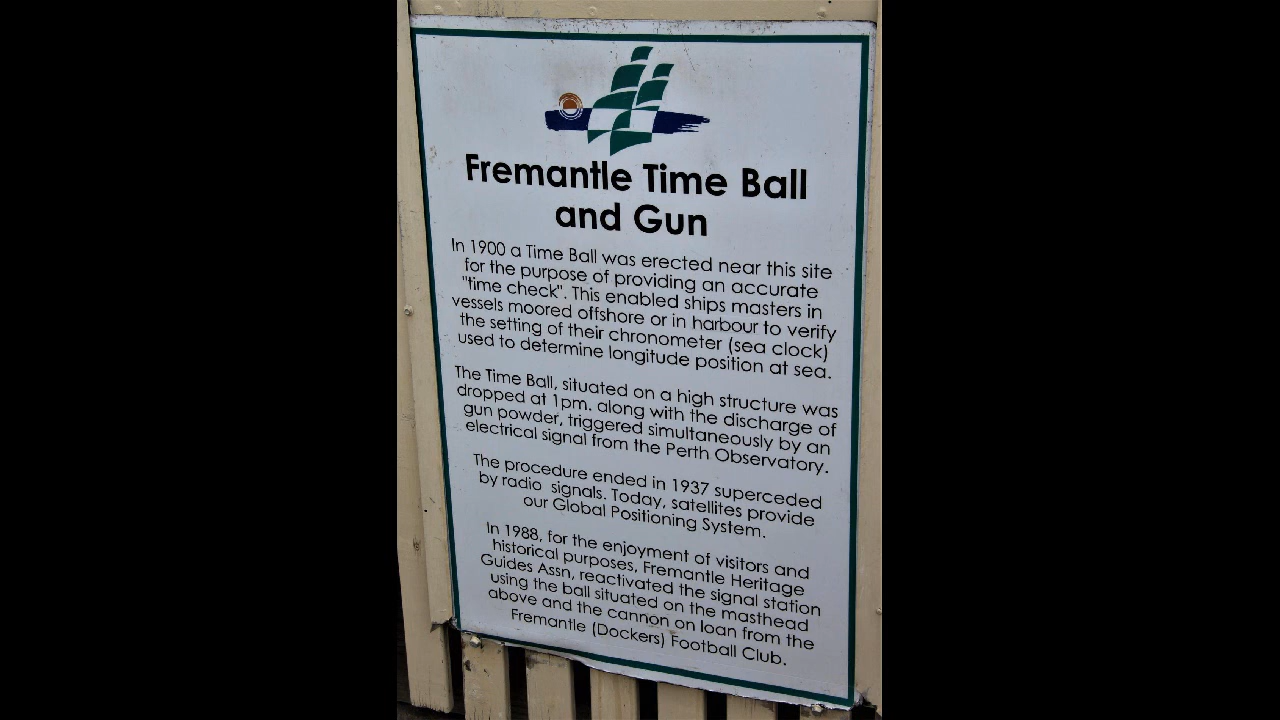 Fremantle Time Ball
and Gun
In 1900 a Time Ball was erected near this site
for the purpose of providing an accurate
"time check". This enabled ships masters in
vessels moored offshore or in harbour to verify
the setting of their chronometer (sea clock)
used to determine longitude position at sea.
The Time Ball, situated on a high structure was
dropped at 1pm. along with the discharge of
gun powder, triggered simultaneously by an
electrical signal from the Perth Observatory.
The procedure ended in 1937 superceded
by radio signals. Today, satellites provide
our Global Positioning System.
In 1988, for the enjoyment of visitors and
historical purposes, Fremantle Heritage
Guides Assn, reactivated the signal station
using the ball situated on the masthead
above and the cannon on loan from the
Fremantle (Dockers) Football Club.